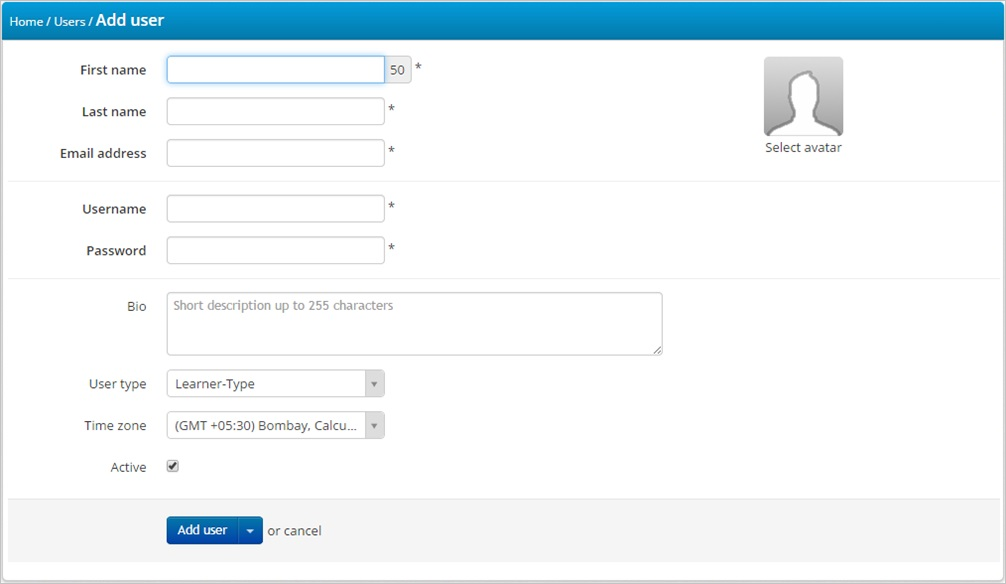 Home / Users / Add user
First name 50 *
Last name *
Email address *
Select avatar
Username *
Password *
Bio Short description up to 255 characters
User type Learner-Type
Time zone (GMT +05:30) Bombay, Calcu...
Active
Add user or cancel